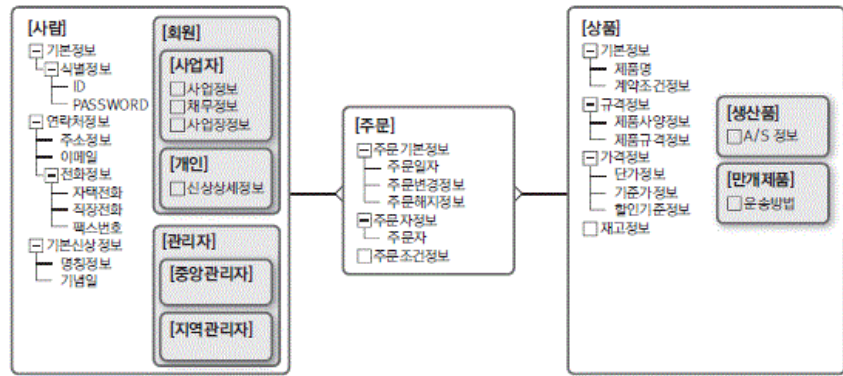 [사람]
기본정보
식별정보
ID
PASSWORD
연락처정보
주소정보
이메일
전화정보
자택전화
직장전화
팩스번호
기본신상정보
명칭정보
기념일
[회원]
[사업자]
사업정보
채무정보
사업장정보
[개인]
신상상세정보
[관리자]
[중앙관리자]
[지역관리자]
[주문]
주문기본정보
주문일자
주문변경정보
주문해지정보
주문자정보
주문자
주문조건정보
[상품]
기본정보
제품명
계약조건정보
규격정보
제품사양정보
제품규격정보
가격정보
단가정보
기준가정보
할인기준정보
재고정보
[생산품]
A/S 정보
[만개제품]
운송방법